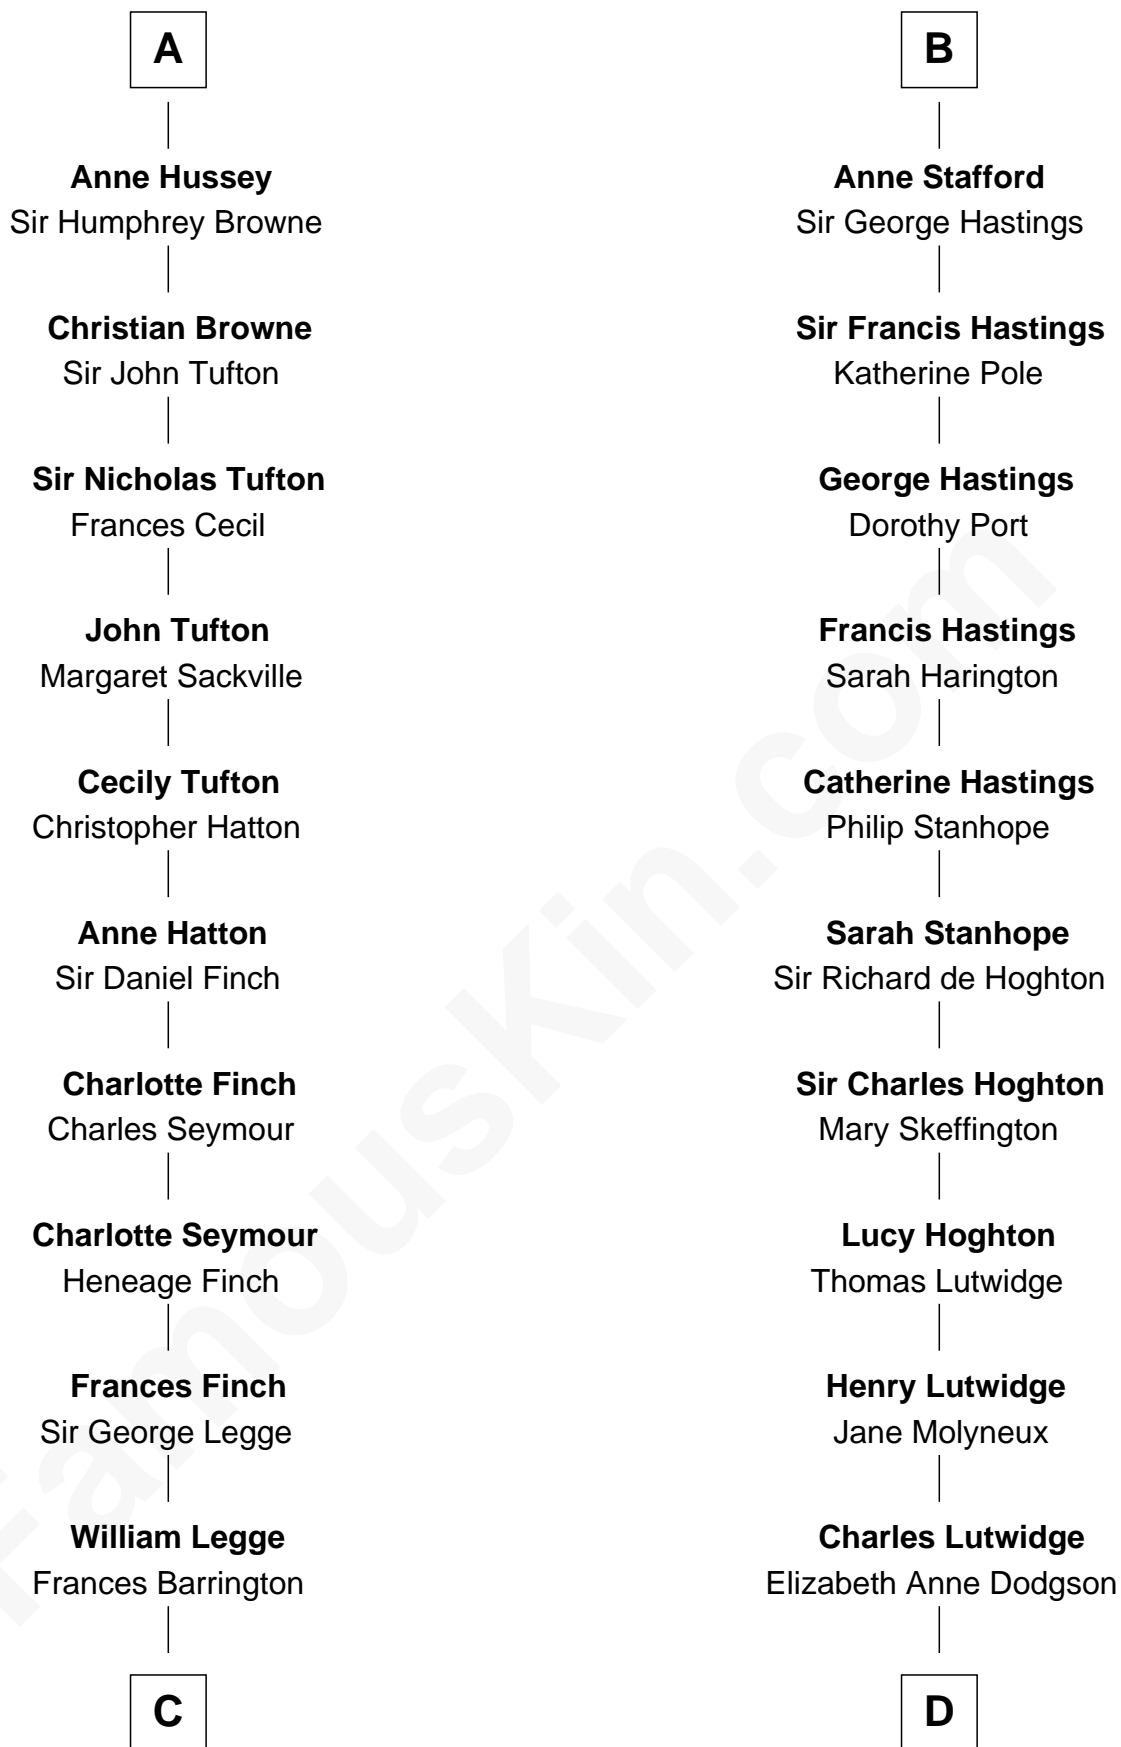 A
Anne Hussey
Sir Humphrey Browne
Christian Browne
Sir John Tufton
Sir Nicholas Tufton
Frances Cecil
John Tufton
Margaret Sackville
Cecily Tufton
Christopher Hatton
Anne Hatton
Sir Daniel Finch
Charlotte Finch
Charles Seymour
Charlotte Seymour
Heneage Finch
Frances Finch
Sir George Legge
William Legge
Frances Barrington
C
B
Anne Stafford
Sir George Hastings
Sir Francis Hastings
Katherine Pole
George Hastings
Dorothy Port
Francis Hastings
Sarah Harington
Catherine Hastings
Philip Stanhope
Sarah Stanhope
Sir Richard de Hoghton
Sir Charles Hoghton
Mary Skeffington
Lucy Hoghton
Thomas Lutwidge
Henry Lutwidge
Jane Molyneux
Charles Lutwidge
Elizabeth Anne Dodgson
D
FamousKin.com